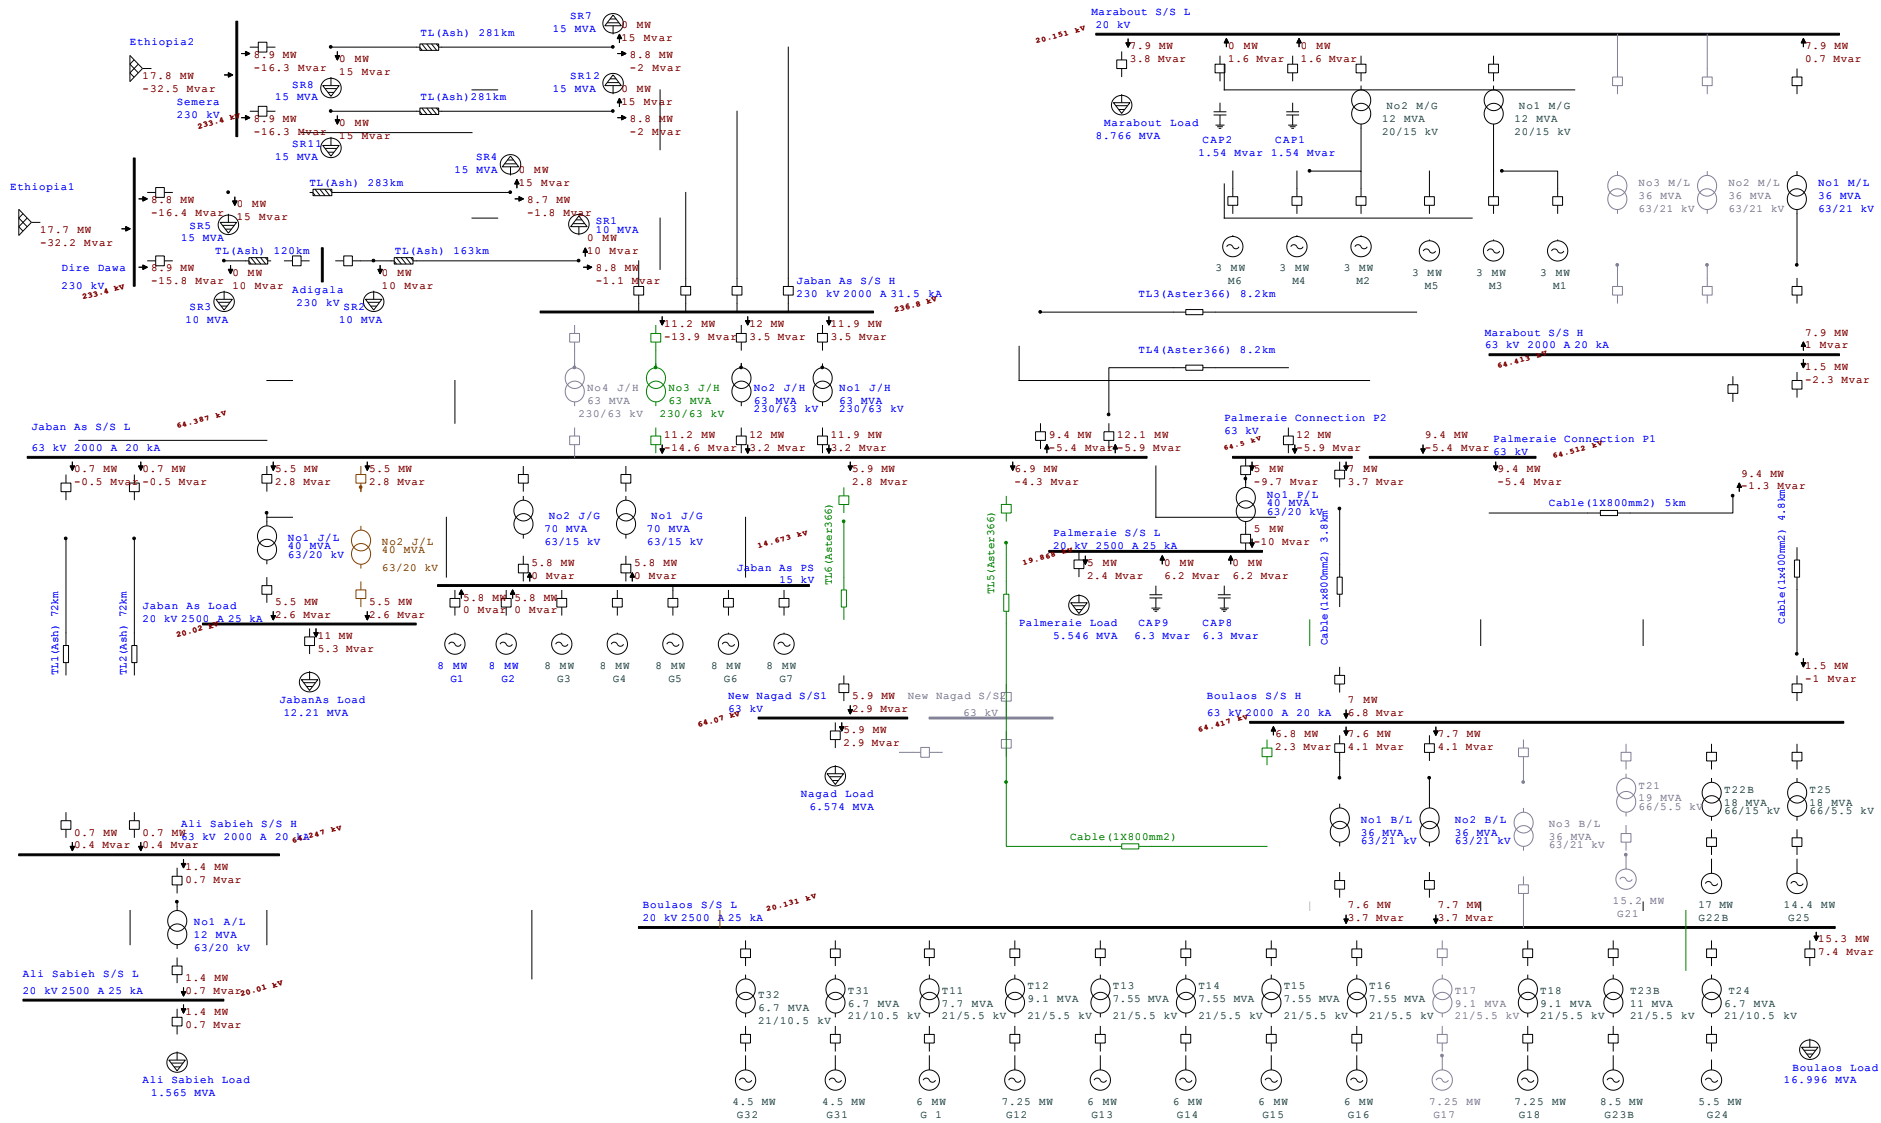 Ethiopia2
17.8 MW
-32.5 Mvar
Semera
230 kV
233.4 kV
8.9 MW
-16.3 Mvar
0 MW
15 Mvar
SR8
15 MVA
TL(Ash) 281km
SR7
15 MVA
0 MW
15 Mvar
8.8 MW
-2 Mvar
8.9 MW
-16.3 Mvar
0 MW
15 Mvar
SR11
15 MVA
TL(Ash)281km
SR12
15 MVA
0 MW
15 Mvar
8.8 MW
-2 Mvar
Ethiopia1
17.7 MW
-32.2 Mvar
Dire Dawa
230 kV
233.4 kV
8.8 MW
-16.4 Mvar
0 MW
15 Mvar
SR5
15 MVA
TL(Ash) 283km
SR4
15 MVA
0 MW
15 Mvar
8.7 MW
-1.8 Mvar
8.9 MW
-15.8 Mvar
0 MW
10 Mvar
SR3
10 MVA
TL(Ash) 120km
Adigala
230 kV
TL(Ash) 163km
0 MW
10 Mvar
SR2
10 MVA
SR1
10 MVA
0 MW
10 Mvar
8.8 MW
-1.1 Mvar
Jaban As S/S H
230 kV 2000 A 31.5 kA
236.8 kV
11.2 MW
-13.9 Mvar
12 MW
3.5 Mvar
11.9 MW
3.5 Mvar
No4 J/H
63 MVA
230/63 kV
No3 J/H
63 MVA
230/63 kV
No2 J/H
63 MVA
230/63 kV
No1 J/H
63 MVA
230/63 kV
11.2 MW
-14.6 Mvar
12 MW
3.2 Mvar
11.9 MW
3.2 Mvar
Marabout S/S L
20 kV
20.151 kV
7.9 MW
3.8 Mvar
0 MW
1.6 Mvar
0 MW
1.6 Mvar
7.9 MW
0.7 Mvar
Marabout Load
8.766 MVA
CAP2
1.54 Mvar
CAP1
1.54 Mvar
No2 M/G
12 MVA
20/15 kV
No1 M/G
12 MVA
20/15 kV
No3 M/L
36 MVA
63/21 kV
No2 M/L
36 MVA
63/21 kV
No1 M/L
36 MVA
63/21 kV
3 MW
M6
3 MW
M4
3 MW
M2
3 MW
M5
3 MW
M3
3 MW
M1
TL3(Aster366) 8.2km
TL4(Aster366) 8.2km
Marabout S/S H
63 kV 2000 A 20 kA
64.413 kV
7.9 MW
1 Mvar
1.5 MW
-2.3 Mvar
Jaban As S/S L
63 kV 2000 A 20 kA
64.387 kV
9.4 MW
-5.4 Mvar
12.1 MW
-5.9 Mvar
Palmeraie Connection P2
63 kV
64.5 kV
12 MW
-5.9 Mvar
9.4 MW
-5.4 Mvar
Palmeraie Connection P1
63 kV
64.512 kV
0.7 MW
-0.5 Mvar
0.7 MW
-0.5 Mvar
5.5 MW
2.8 Mvar
5.5 MW
2.8 Mvar
5.9 MW
2.8 Mvar
6.9 MW
-4.3 Mvar
5 MW
-9.7 Mvar
7 MW
3.7 Mvar
9.4 MW
-5.4 Mvar
9.4 MW
-1.3 Mvar
Cable(1X800mm2) 5km
Cable(1x400mm2) 4.8km
No1 J/L
40 MVA
63/20 kV
No2 J/L
40 MVA
63/20 kV
No2 J/G
70 MVA
63/15 kV
No1 J/G
70 MVA
63/15 kV
14.673 kV
TL6(Aster366)
TL5(Aster366)
No1 P/L
40 MVA
63/20 kV
Cable(1x800mm2) 3.8km
Palmeraie S/S L
20 kV 2500 A 25 kA
5 MW
-10 Mvar
5 MW
2.4 Mvar
0 MW
6.2 Mvar
0 MW
6.2 Mvar
Palmeraie Load
5.546 MVA
CAP9
6.3 Mvar
CAP8
6.3 Mvar
5.8 MW
0 Mvar
5.8 MW
0 Mvar
Jaban As PS
15 kV
5.8 MW
0 Mvar
5.8 MW
0 Mvar
8 MW
G1
8 MW
G2
8 MW
G3
8 MW
G4
8 MW
G5
8 MW
G6
8 MW
G7
TL1(Ash) 72km
TL2(Ash) 72km
Jaban As Load
20 kV 2500 A 25 kA
20.02 kV
5.5 MW
2.6 Mvar
5.5 MW
2.6 Mvar
11 MW
5.3 Mvar
JabanAs Load
12.21 MVA
New Nagad S/S1
63 kV
64.07 kV
5.9 MW
2.9 Mvar
5.9 MW
2.9 Mvar
Nagad Load
6.574 MVA
New Nagad S/S2
63 kV
Cable(1X800mm2)
Boulaos S/S H
63 kV 2000 A 20 kA
64.417 kV
7 MW
6.8 Mvar
1.5 MW
-1 Mvar
6.8 MW
2.3 Mvar
7.6 MW
4.1 Mvar
7.7 MW
4.1 Mvar
No1 B/L
36 MVA
63/21 kV
No2 B/L
36 MVA
63/21 kV
No3 B/L
36 MVA
63/21 kV
T21
19 MVA
66/5.5 kV
T22B
18 MVA
66/15 kV
T25
18 MVA
66/5.5 kV
15.2 MW
G21
17 MW
G22B
14.4 MW
G25
Ali Sabieh S/S H
63 kV 2000 A 20 kA
64.247 kV
0.7 MW
0.4 Mvar
0.7 MW
0.4 Mvar
1.4 MW
0.7 Mvar
No1 A/L
12 MVA
63/20 kV
Ali Sabieh S/S L
20 kV 2500 A 25 kA
1.4 MW
0.7 Mvar
20.01 kV
1.4 MW
0.7 Mvar
Ali Sabieh Load
1.565 MVA
Boulaos S/S L
20 kV 2500 A 25 kA
20.131 kV
7.6 MW
3.7 Mvar
7.7 MW
3.7 Mvar
15.3 MW
7.4 Mvar
T32
6.7 MVA
21/10.5 kV
T31
6.7 MVA
21/10.5 kV
T11
7.7 MVA
21/5.5 kV
T12
9.1 MVA
21/5.5 kV
T13
7.55 MVA
21/5.5 kV
T14
7.55 MVA
21/5.5 kV
T15
7.55 MVA
21/5.5 kV
T16
7.55 MVA
21/5.5 kV
T17
9.1 MVA
21/5.5 kV
T18
9.1 MVA
21/5.5 kV
T23B
11 MVA
21/5.5 kV
T24
6.7 MVA
21/10.5 kV
4.5 MW
G32
4.5 MW
G31
6 MW
G 1
7.25 MW
G12
6 MW
G13
6 MW
G14
6 MW
G15
6 MW
G16
7.25 MW
G17
7.25 MW
G18
8.5 MW
G23B
5.5 MW
G24
Boulaos Load
16.996 MVA